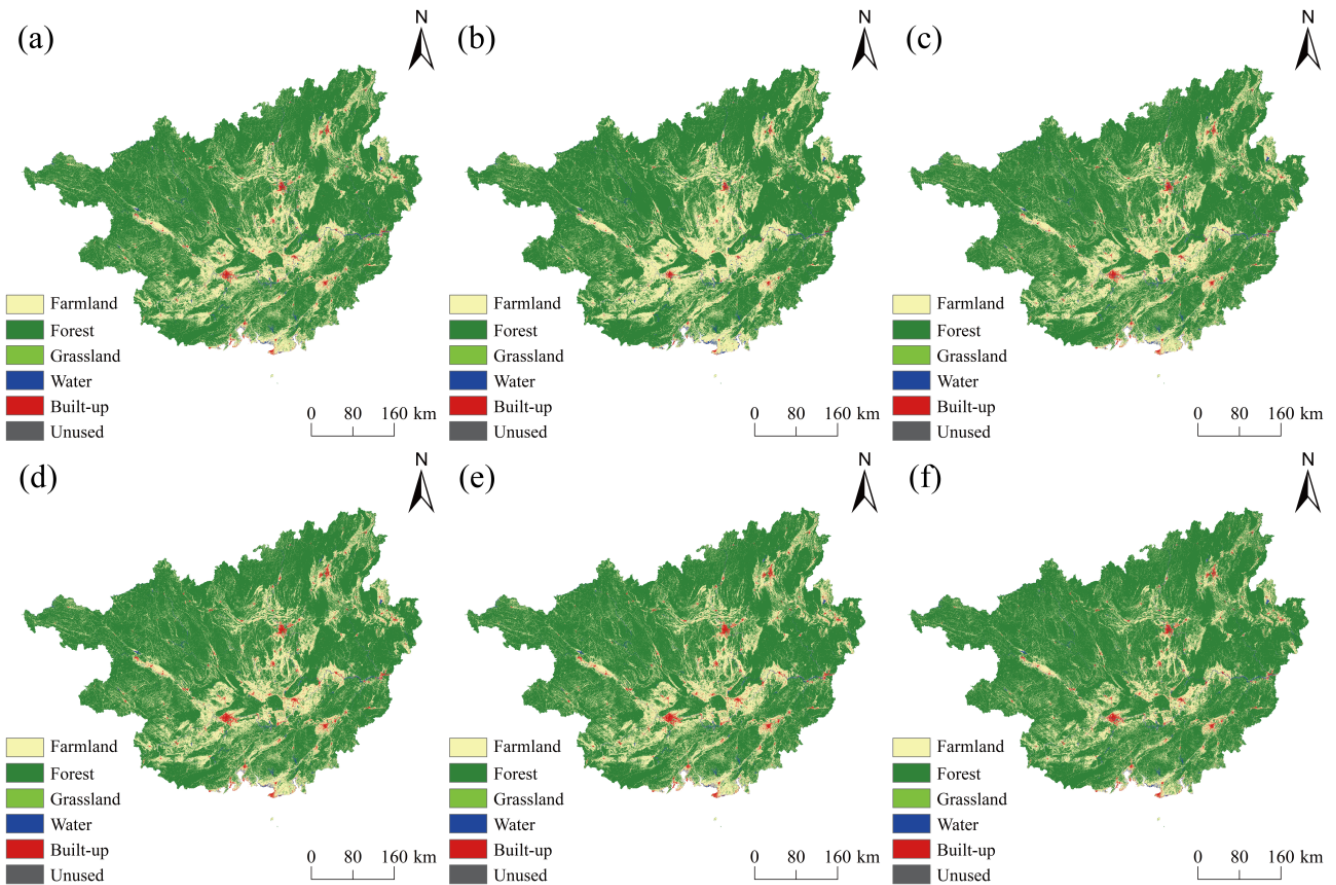 (a)
N
Farmland
Forest
Grassland
Water
Built-up
Unused
0 80 160 km
(b)
N
Farmland
Forest
Grassland
Water
Built-up
Unused
0 80 160 km
(c)
N
Farmland
Forest
Grassland
Water
Built-up
Unused
0 80 160 km
(d)
N
Farmland
Forest
Grassland
Water
Built-up
Unused
0 80 160 km
(e)
N
Farmland
Forest
Grassland
Water
Built-up
Unused
0 80 160 km
(f)
N
Farmland
Forest
Grassland
Water
Built-up
Unused
0 80 160 km